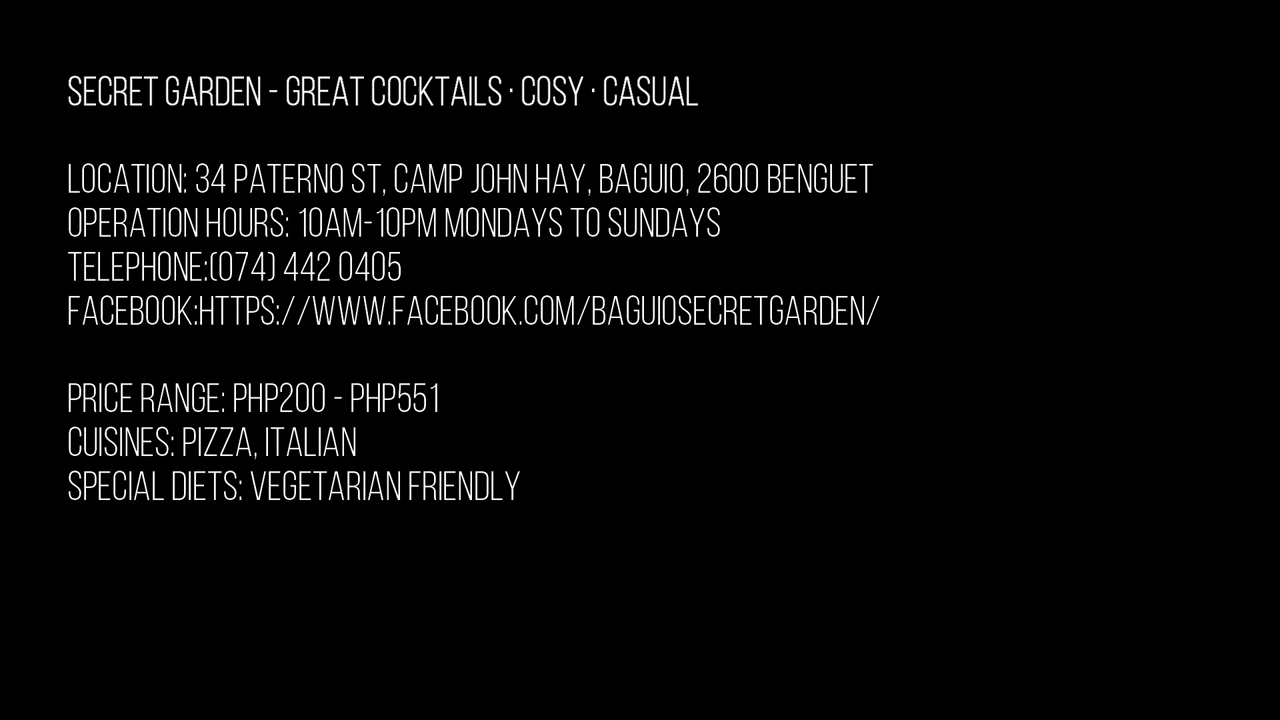 SECRET GARDEN - GREAT COCKTAILS · COSY · CASUAL
LOCATION: 34 PATERNO ST, CAMP JOHN HAY, BAGUIO, 2600 BENGUET
OPERATION HOURS: 10AM-10PM MONDAYS TO SUNDAYS
TELEPHONE:(074) 442 0405
FACEBOOK:HTTPS://WWW.FACEBOOK.COM/BAGUIOSECRETGARDEN/
PRICE RANGE: PHP200 - PHP551
CUISINES: PIZZA, ITALIAN
SPECIAL DIETS: VEGETARIAN FRIENDLY